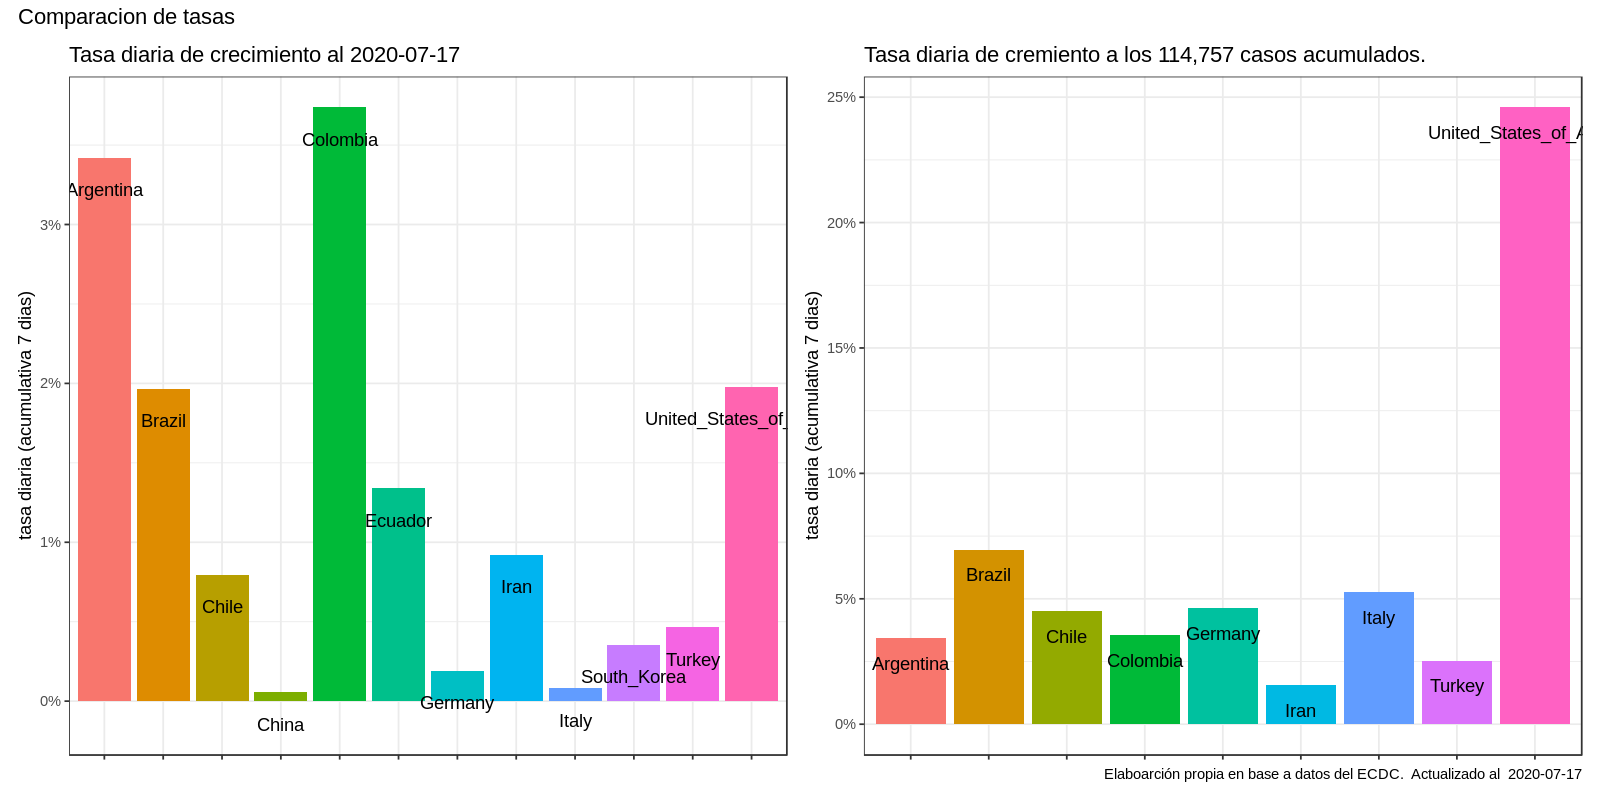 Comparacion de tasas
Tasa diaria de crecimiento al 2020-07-17
tasa diaria (acumulativa 7 dias)
3%
2%
1%
0%
Argentina
Brazil
Chile
China
Colombia
Ecuador
Germany
Iran
Italy
South_Korea
Turkey
United_States_of_
Tasa diaria de cremiento a los 114,757 casos acumulados.
tasa diaria (acumulativa 7 dias)
25%
20%
15%
10%
5%
0%
Argentina
Brazil
Chile
Colombia
Germany
Iran
Italy
Turkey
United_States_of_A
Elaboarción propia en base a datos del ECDC.  Actualizado al  2020-07-17